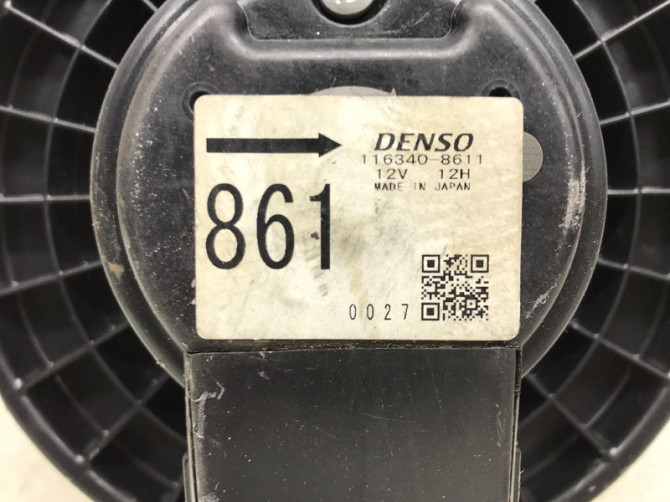 DENSO
116340-8611
12V 12H
MADE IN JAPAN
861
0027